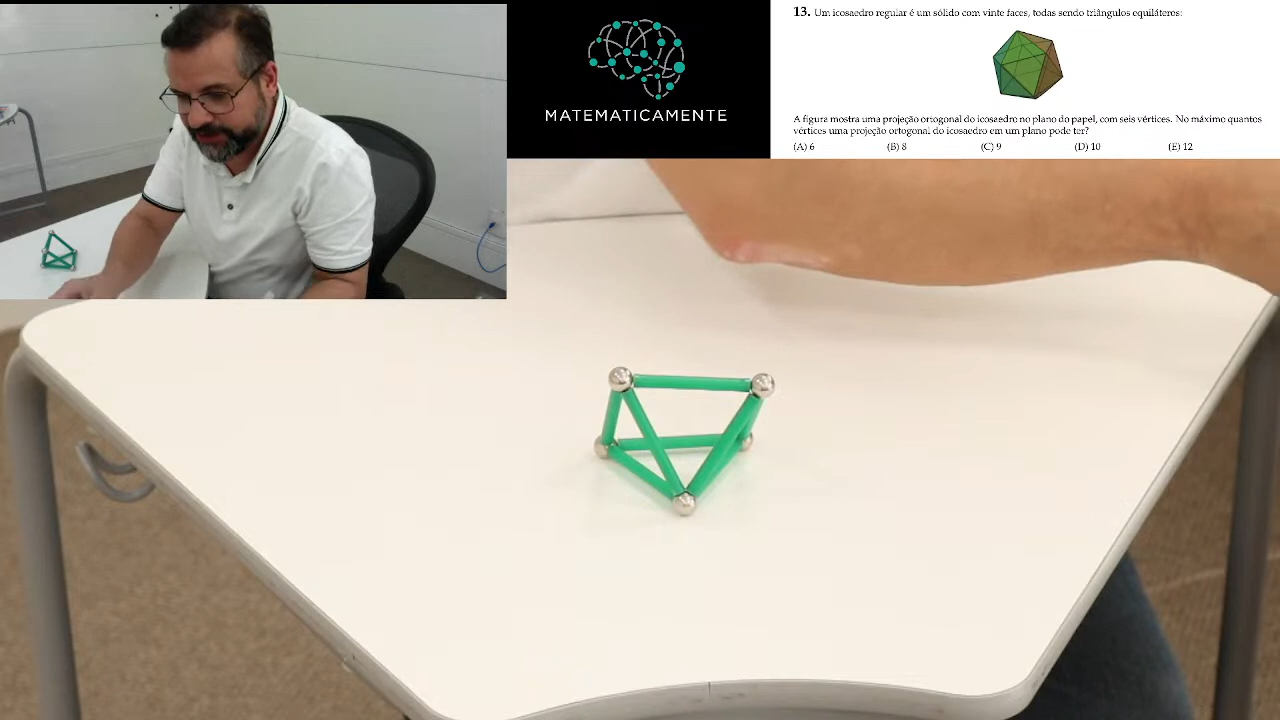 MATEMATICAMENTE
13. Um icosaedro regular é um sólido com vinte faces, todas sendo triângulos equiláteros:
A figura mostra uma projeção ortogonal do icosaedro no plano do papel, com seis vértices. No máximo quantos
vértices uma projeção ortogonal do icosaedro em um plano pode ter?
(A) 6 (B) 8 (C) 9 (D) 10 (E) 12